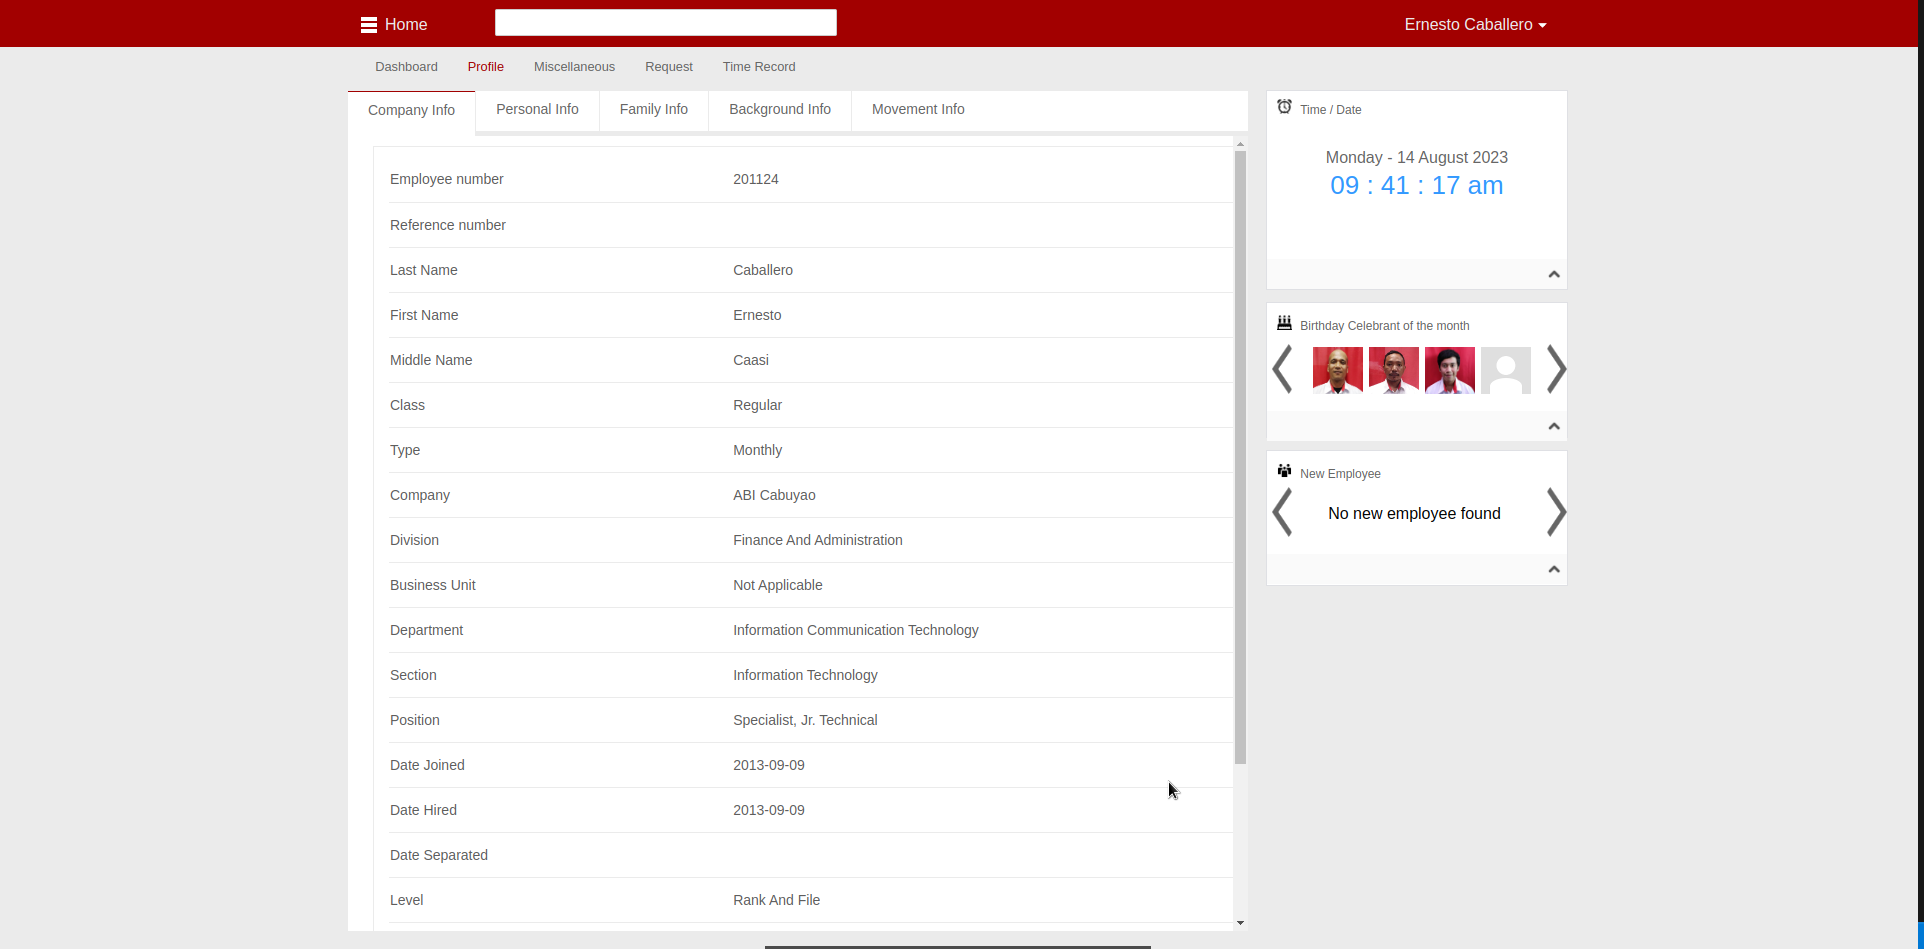 Home
Ernesto Caballero
Dashboard Profile Miscellaneous Request Time Record
Company Info Personal Info Family Info Background Info Movement Info
Employee number 201124
Reference number
Last Name Caballero
First Name Ernesto
Middle Name Caasi
Class Regular
Type Monthly
Company ABI Cabuyao
Division Finance And Administration
Business Unit Not Applicable
Department Information Communication Technology
Section Information Technology
Position Specialist, Jr. Technical
Date Joined 2013-09-09
Date Hired 2013-09-09
Date Separated
Level Rank And File
Time / Date
Monday - 14 August 2023
09 : 41 : 17 am
Birthday Celebrant of the month
New Employee
No new employee found